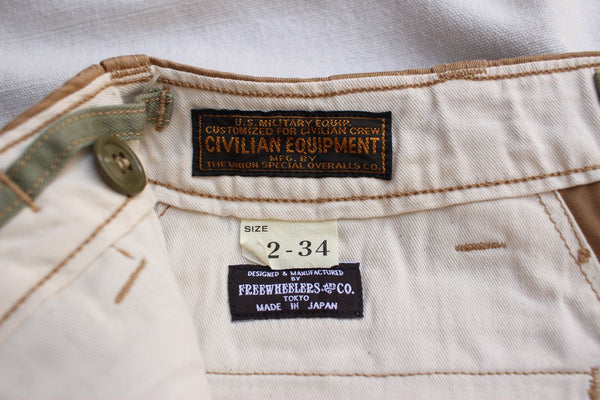 U.S. MILITARY EQUIP.
CUSTOMIZED FOR CIVILIAN CREW
CIVILIAN EQUIPMENT
MFG. BY
THE UNION SPECIAL OVERALLS CO.
SIZE
2-34
DESIGNED & MANUFACTURED
BY
FREEWHEELERS AND CO.
TOKYO
MADE IN JAPAN